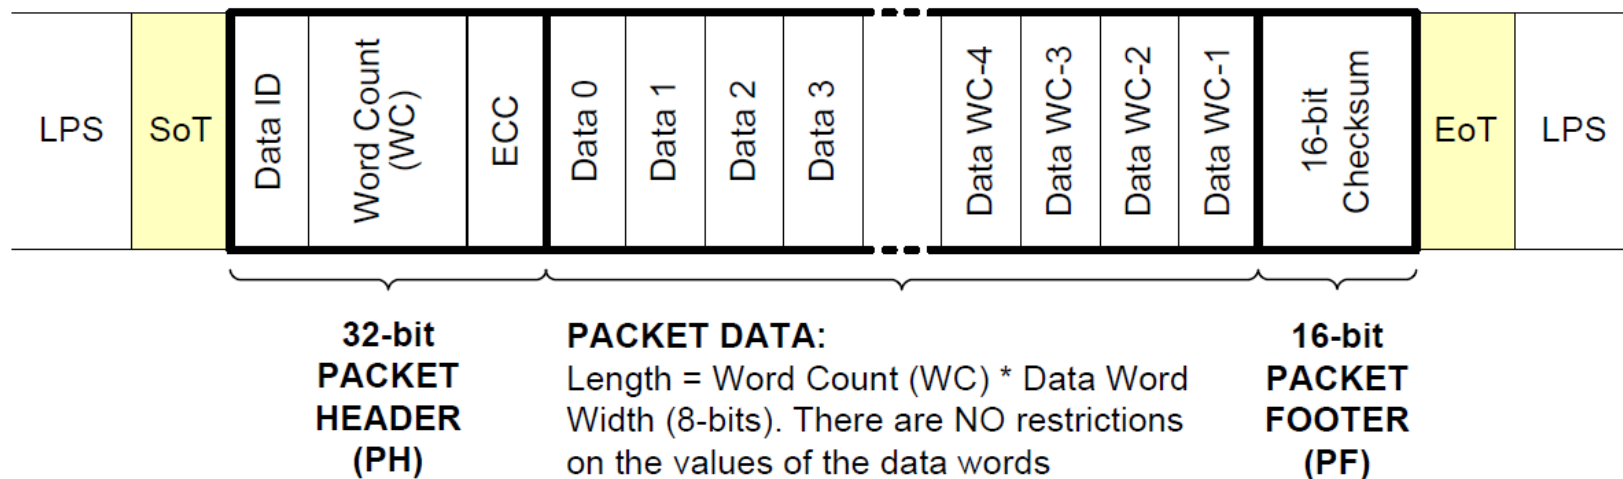 LPS
SoT
Data ID
Word Count
(WC)
ECC
Data 0
Data 1
Data 2
Data 3
Data WC-4
Data WC-3
Data WC-2
Data WC-1
16-bit
Checksum
EoT
LPS
32-bit
PACKET
HEADER
(PH)
PACKET DATA:
Length = Word Count (WC) * Data Word
Width (8-bits). There are NO restrictions
on the values of the data words
16-bit
PACKET
FOOTER
(PF)